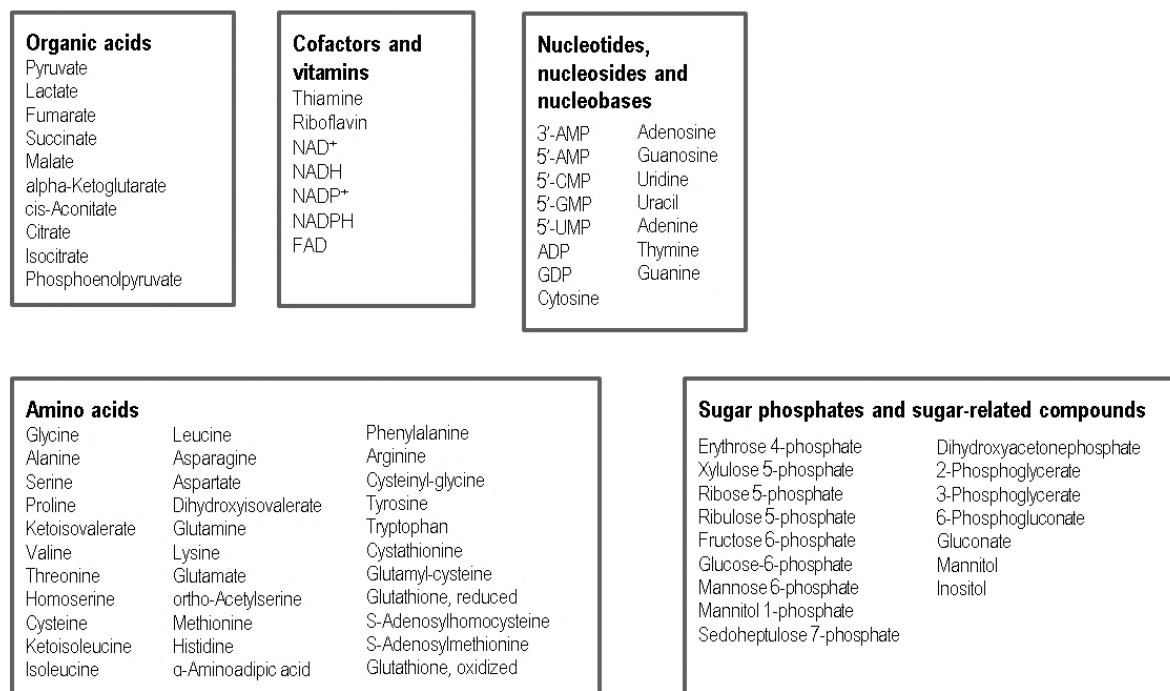 Organic acids
Pyruvate
Lactate
Fumarate
Succinate
Malate
alpha-Ketoglutarate
cis-Aconitate
Citrate
Isocitrate
Phosphoenolpyruvate
Cofactors and
vitamins
Thiamine
Riboflavin
NAD⁺
NADH
NADP⁺
NADPH
FAD
Nucleotides,
nucleosides and
nucleobases
3’-AMP
5’-AMP
5’-CMP
5’-GMP
5’-UMP
ADP
GDP
Cytosine
Adenosine
Guanosine
Uridine
Uracil
Adenine
Thymine
Guanine
Amino acids
Glycine
Alanine
Serine
Proline
Ketoisovalerate
Valine
Threonine
Homoserine
Cysteine
Ketoisoleucine
Isoleucine
Leucine
Asparagine
Aspartate
Dihydroxyisovalerate
Glutamine
Lysine
Glutamate
ortho-Acetylserine
Methionine
Histidine
α-Aminoadipic acid
Phenylalanine
Arginine
Cysteinyl-glycine
Tyrosine
Tryptophan
Cystathionine
Glutamyl-cysteine
Glutathione, reduced
S-Adenosylhomocysteine
S-Adenosylmethionine
Glutathione, oxidized
Sugar phosphates and sugar-related compounds
Erythrose 4-phosphate
Xylulose 5-phosphate
Ribose 5-phosphate
Ribulose 5-phosphate
Fructose 6-phosphate
Glucose-6-phosphate
Mannose 6-phosphate
Mannitol 1-phosphate
Sedoheptulose 7-phosphate
Dihydroxyacetonephosphate
2-Phosphoglycerate
3-Phosphoglycerate
6-Phosphogluconate
Gluconate
Mannitol
Inositol